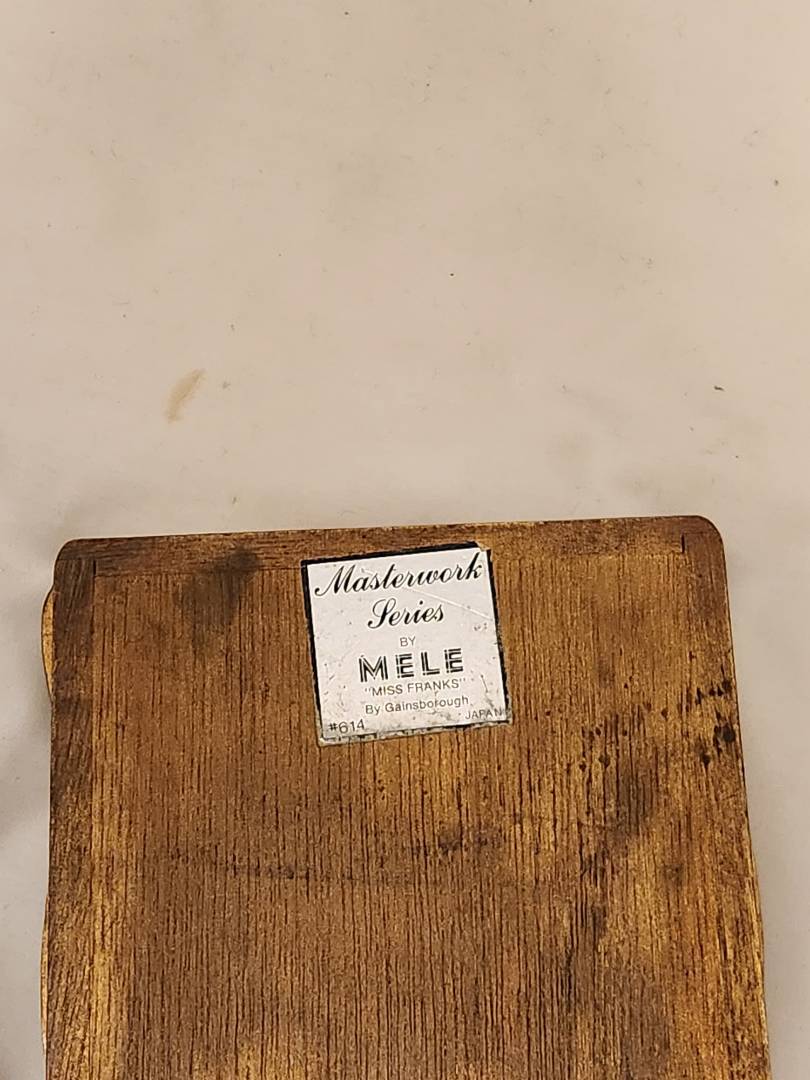 Masterwork
Series
BY
MELE
"MISS FRANKS"
By Gainsborough
#614 JAPAN